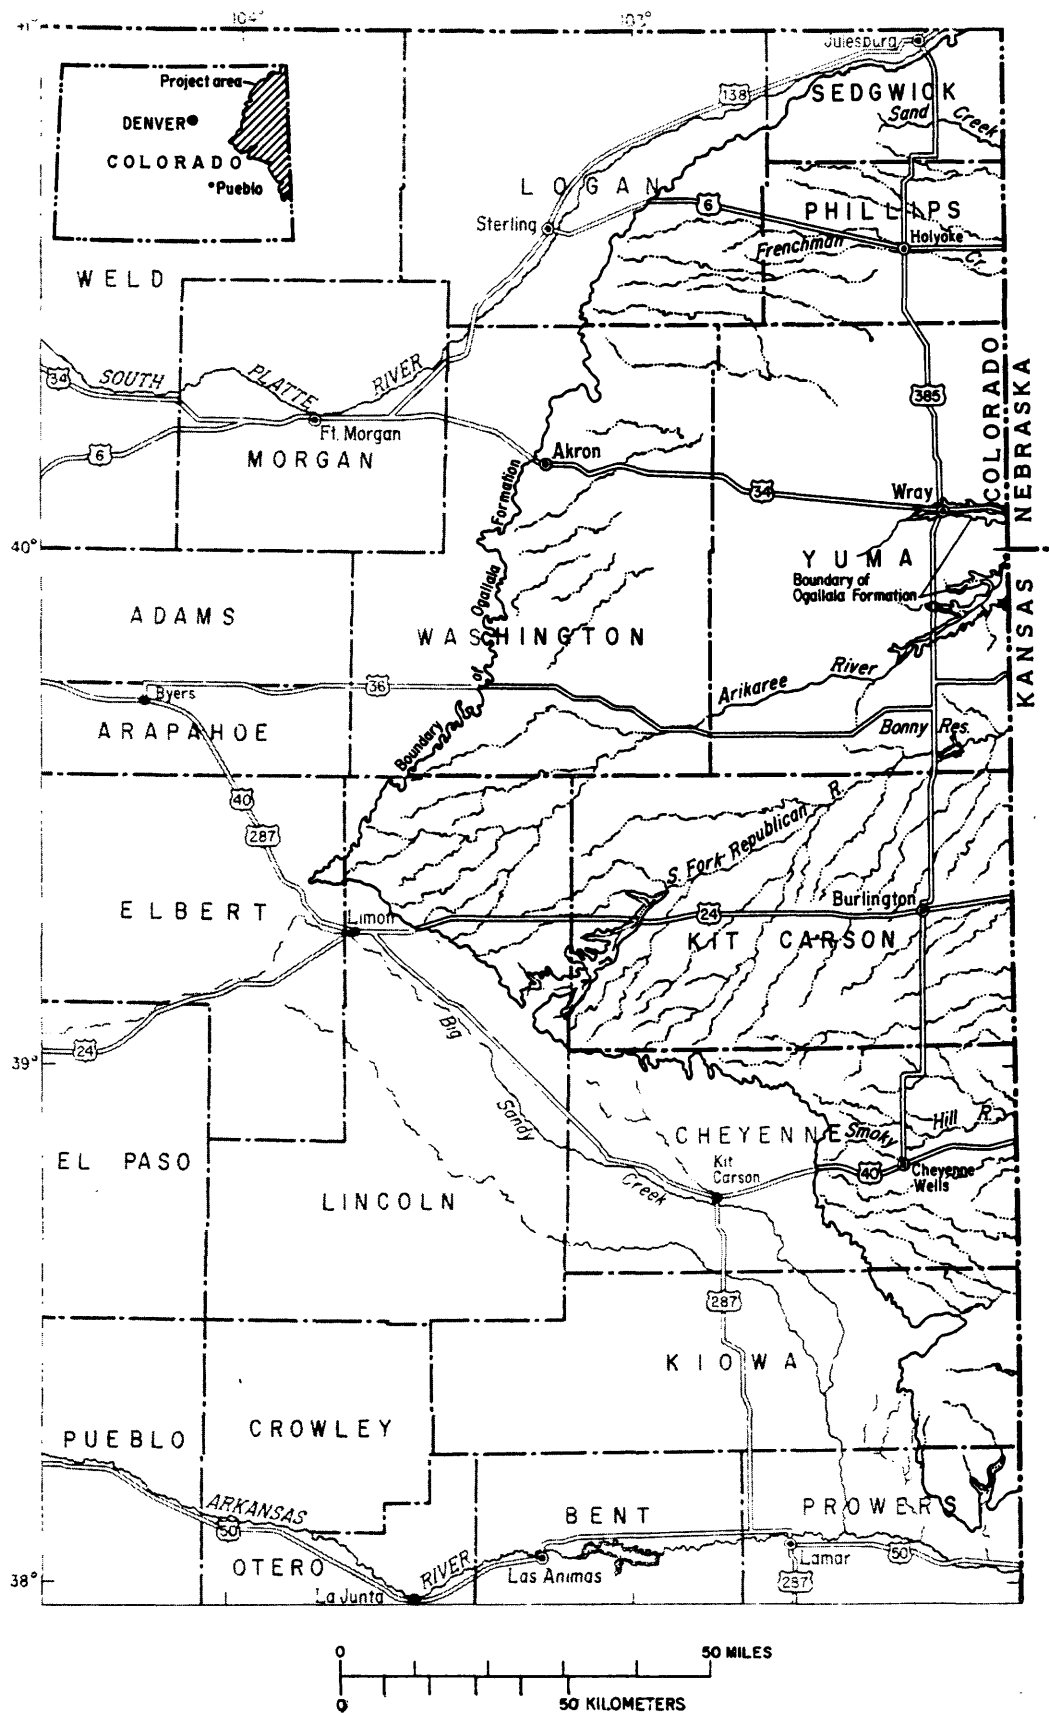 41°
104°
103°
Julesburg
Project area
DENVER
COLORADO
Pueblo
138
SEDGWICK
Sand Creek
LOGAN
6
PHILLIPS
Sterling
Frenchman Cr.
Holyoke
WELD
34
SOUTH PLATTE RIVER
385
COLORADO
NEBRASKA
Ft. Morgan
6
MORGAN
Akron
34
Wray
40°
YUMA
Boundary of
Ogallala Formation
KANSAS
ADAMS
WASHINGTON
Boundary of Ogallala Formation
36
Byers
Arikaree River
ARAPAHOE
Bonny Res.
40
287
S. Fork Republican R.
ELBERT
Limon
24
Burlington
KIT CARSON
Big Sandy Creek
24
39°
CHEYENNE
Smoky Hill R.
EL PASO
Kit
Carson
40
Cheyenne
Wells
LINCOLN
287
KIOWA
CROWLEY
PUEBLO
ARKANSAS RIVER
50
BENT
PROWERS
OTERO
Las Animas
Lamar
50
38°
La Junta
287
0 50 MILES
0 50 KILOMETERS